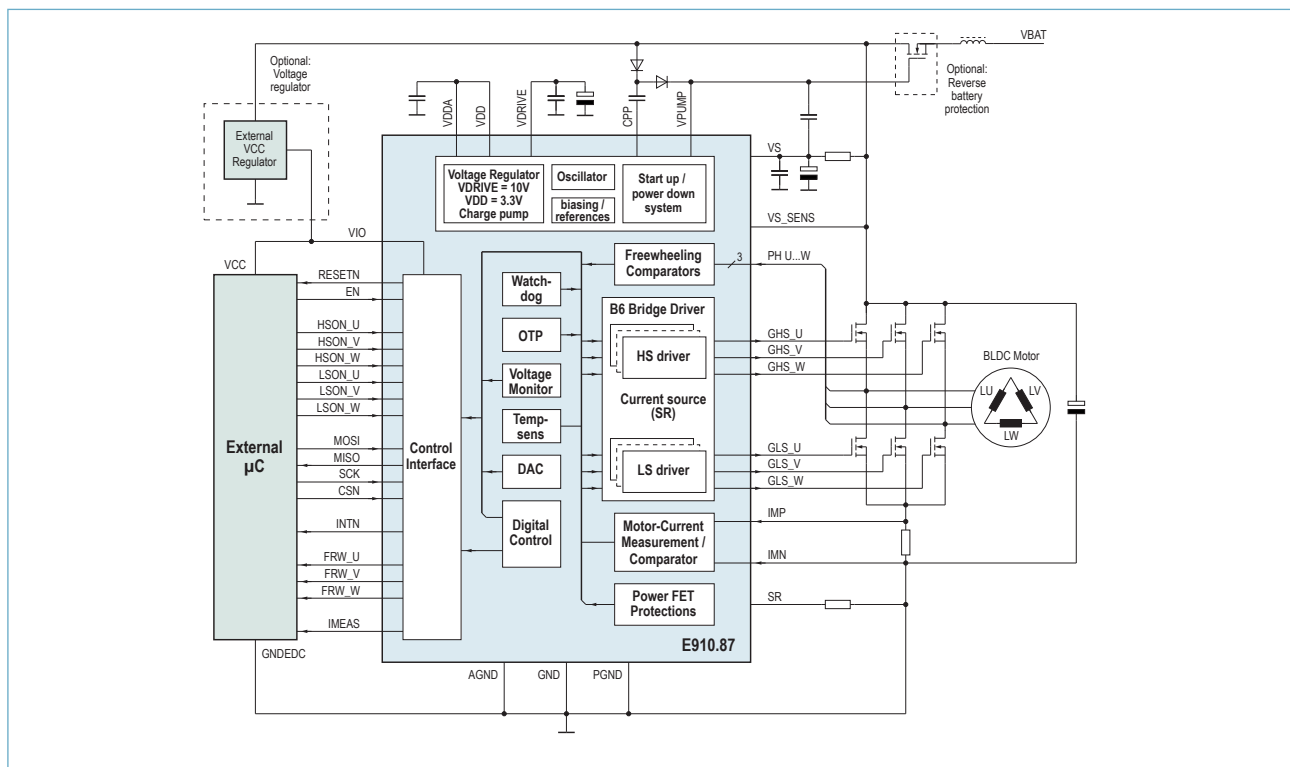 VBAT
Optional:
Voltage
regulator
Optional:
Reverse
battery
protection
VDDA
VDD
VDRIVE
CPP
VPUMP
External
VCC
Regulator
VS
Voltage Regulator
VDRIVE = 10V
VDD = 3.3V
Charge pump
Oscillator
biasing /
references
Start up /
power down
system
VS_SENS
VIO
VCC
Freewheeling
Comparators
3
PH U...W
RESETN
EN
HSON_U
HSON_V
HSON_W
LSON_U
LSON_V
LSON_W
MOSI
MISO
SCK
CSN
INTN
FRW_U
FRW_V
FRW_W
IMEAS
External
µC
GNDEDC
Control
Interface
Watch-
dog
OTP
Voltage
Monitor
Temp-
sens
DAC
Digital
Control
B6 Bridge Driver
HS driver
Current source
(SR)
LS driver
GHS_U
GHS_V
GHS_W
BLDC Motor
LU
LV
LW
GLS_U
GLS_V
GLS_W
Motor-Current
Measurement /
Comparator
IMP
IMN
Power FET
Protections
SR
E910.87
AGND
GND
PGND